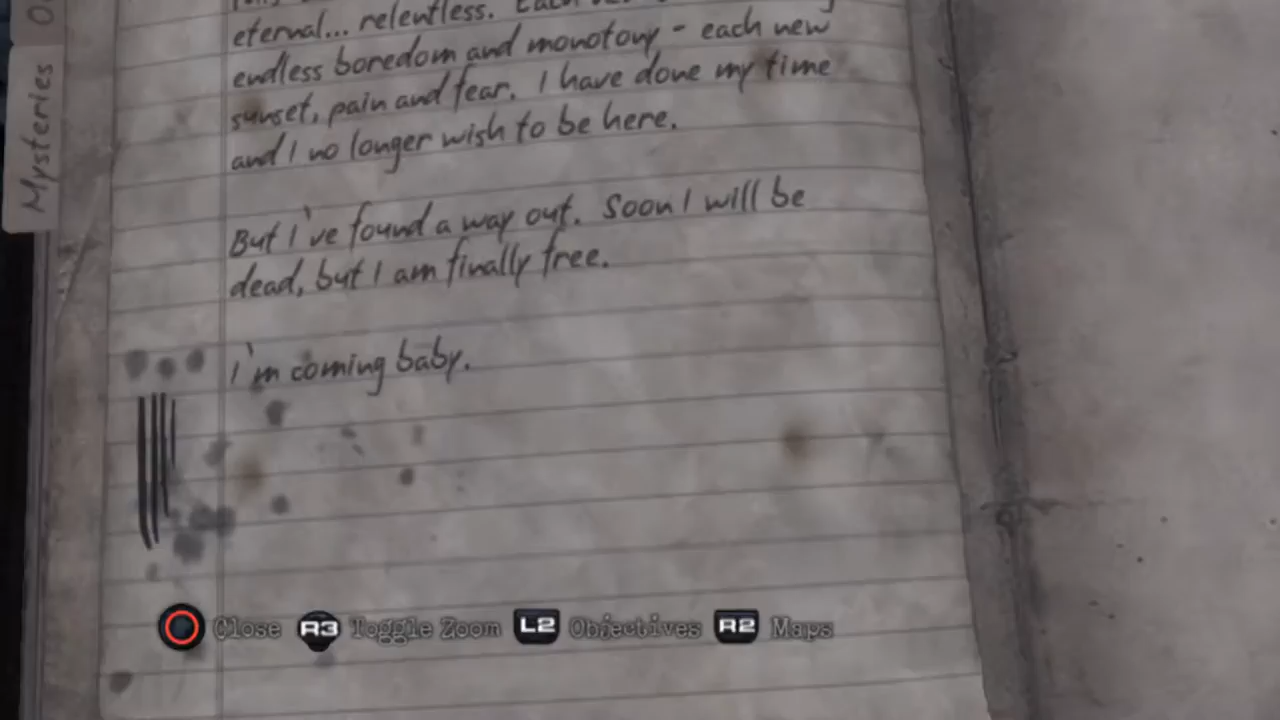 Mysteries
eternal... relentless. Each
endless boredom and monotony - each new
sunset, pain and fear. I have done my time
and I no longer wish to be here.
But I've found a way out. Soon I will be
dead, but I am finally free.
I'm coming baby.
Close R3 Toggle Zoom L2 Objectives R2 Maps